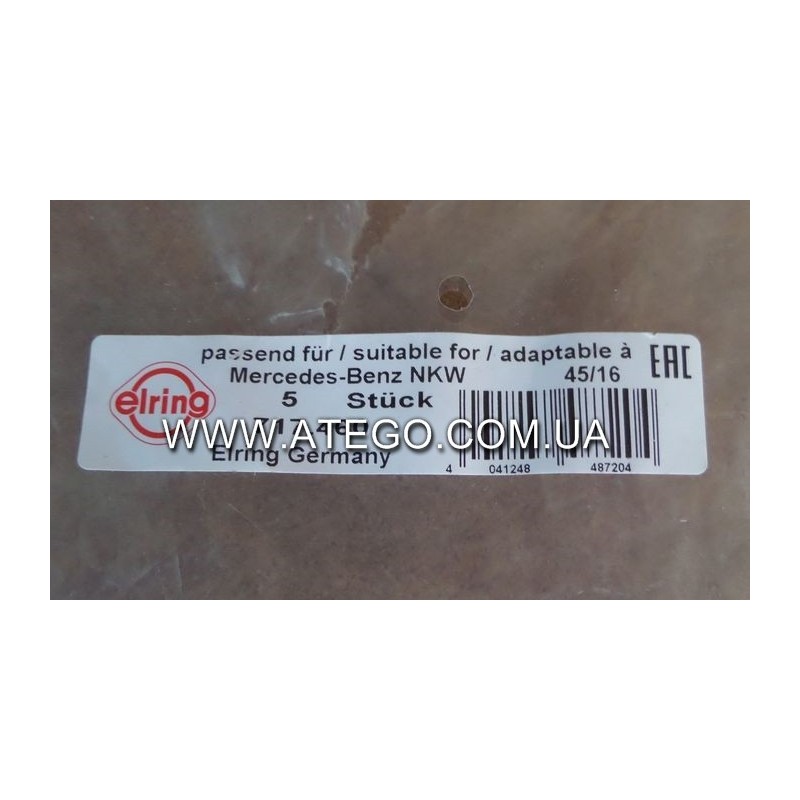 passend für / suitable for / adaptable à
Mercedes-Benz NKW 45/16
EAC
elring
5 Stück
WWW.ATEGO.COM.UA
Elring Germany
4 041248 487204